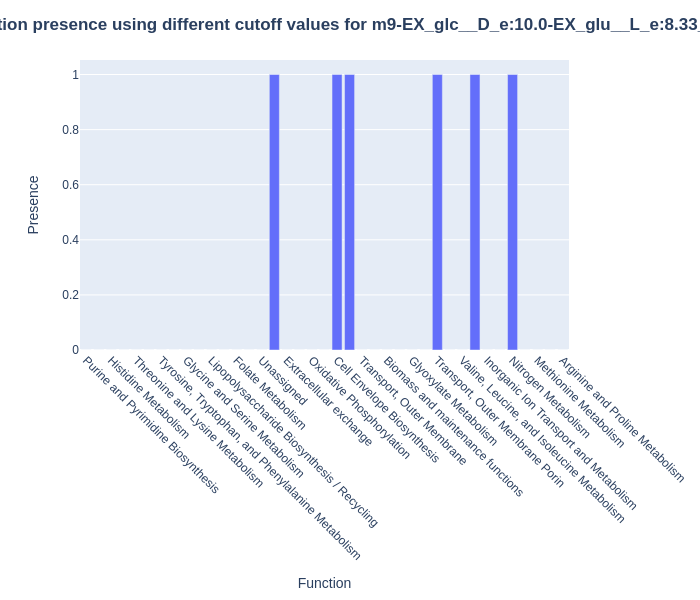 tion presence using different cutoff values for m9-EX_glc__D_e:10.0-EX_glu__L_e:8.33_
Presence
1
0.8
0.6
0.4
0.2
0
Purine and Pyrimidine Biosynthesis
Histidine Metabolism
Threonine and Lysine Metabolism
Tyrosine, Tryptophan, and Phenylalanine Metabolism
Glycine and Serine Metabolism
Lipopolysaccharide Biosynthesis / Recycling
Folate Metabolism
Unassigned
Extracellular exchange
Oxidative Phosphorylation
Cell Envelope Biosynthesis
Transport, Outer Membrane
Biomass and maintenance functions
Glyoxylate Metabolism
Transport, Outer Membrane Porin
Valine, Leucine, and Isoleucine Metabolism
Inorganic Ion Transport and Metabolism
Nitrogen Metabolism
Methionine Metabolism
Arginine and Proline Metabolism
Function